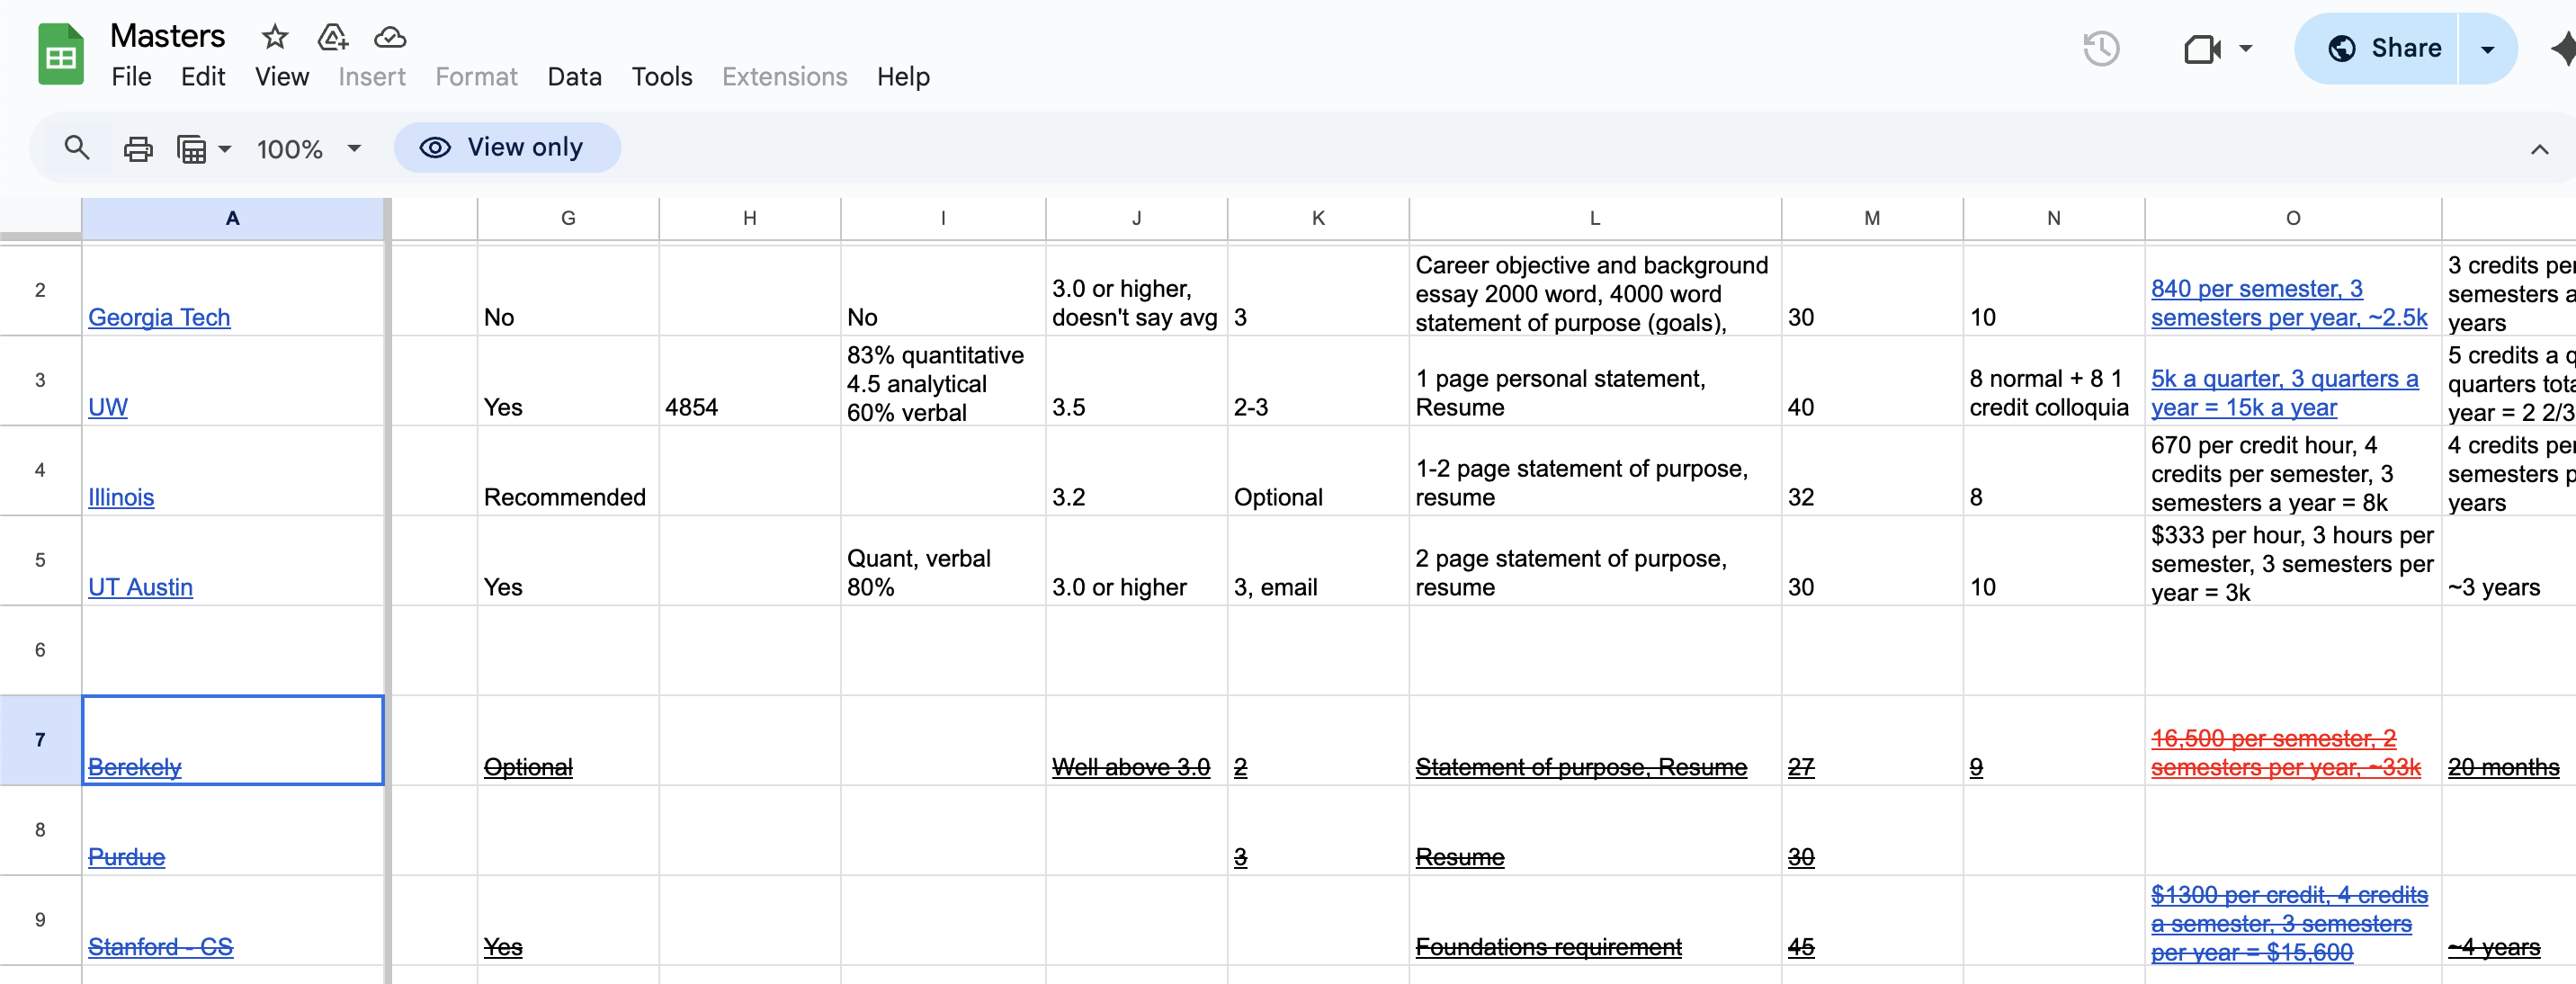 Masters
File Edit View Insert Format Data Tools Extensions Help
Share
100% View only
A G H I J K L M N O
2
Georgia Tech
No
No
3.0 or higher,
doesn't say avg
3
Career objective and background
essay 2000 word, 4000 word
statement of purpose (goals),
30
10
840 per semester, 3
semesters per year, ~2.5k
3 credits per
semesters a
years
3
UW
Yes
4854
83% quantitative
4.5 analytical
60% verbal
3.5
2-3
1 page personal statement,
Resume
40
8 normal + 8 1
credit colloquia
5k a quarter, 3 quarters a
year = 15k a year
5 credits a q
quarters tota
year = 2 2/3
4
Illinois
Recommended
3.2
Optional
1-2 page statement of purpose,
resume
32
8
670 per credit hour, 4
credits per semester, 3
semesters a year = 8k
4 credits per
semesters p
years
5
UT Austin
Yes
Quant, verbal
80%
3.0 or higher
3, email
2 page statement of purpose,
resume
30
10
$333 per hour, 3 hours per
semester, 3 semesters per
year = 3k
~3 years
6
7
Berekely
Optional
Well above 3.0
2
Statement of purpose, Resume
27
9
16,500 per semester, 2
semesters per year, ~33k
20 months
8
Purdue
3
Resume
30
9
Stanford - CS
Yes
Foundations requirement
45
$1300 per credit, 4 credits
a semester, 3 semesters
per year = $15,600
~4 years